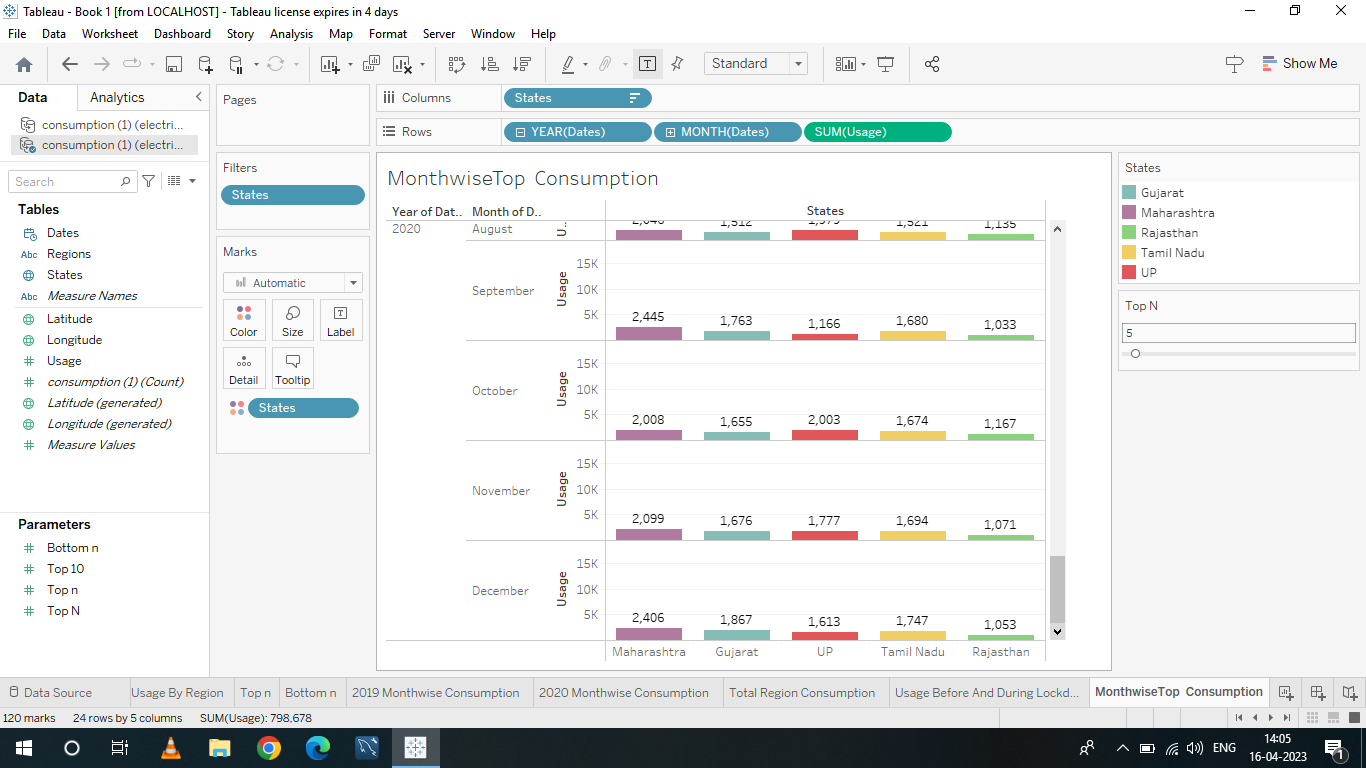 Tableau - Book 1 [from LOCALHOST] - Tableau license expires in 4 days
File Data Worksheet Dashboard Story Analysis Map Format Server Window Help
Standard Show Me
Data Analytics
consumption (1) (electri...
consumption (1) (electri...
Search
Tables
Dates
Abc Regions
States
Abc Measure Names
Latitude
Longitude
Usage
consumption (1) (Count)
Latitude (generated)
Longitude (generated)
Measure Values
Parameters
Bottom n
Top 10
Top n
Top N
Pages
Filters
States
Marks
Automatic
Color Size Label
Detail Tooltip
States
Columns States
Rows YEAR(Dates) MONTH(Dates) SUM(Usage)
MonthwiseTop Consumption
Year of Dat.. Month of D.. States
2020 August U.. 1,512 1,521 1,135
September Usage 15K 10K 5K 2,445 1,763 1,166 1,680 1,033
October Usage 15K 10K 5K 2,008 1,655 2,003 1,674 1,167
November Usage 15K 10K 5K 2,099 1,676 1,777 1,694 1,071
December Usage 15K 10K 5K 2,406 1,867 1,613 1,747 1,053
Maharashtra Gujarat UP Tamil Nadu Rajasthan
States
Gujarat
Maharashtra
Rajasthan
Tamil Nadu
UP
Top N
5
Data Source Usage By Region Top n Bottom n 2019 Monthwise Consumption 2020 Monthwise Consumption Total Region Consumption Usage Before And During Lockd... MonthwiseTop Consumption
120 marks 24 rows by 5 columns SUM(Usage): 798,678
ENG 14:05
16-04-2023 1